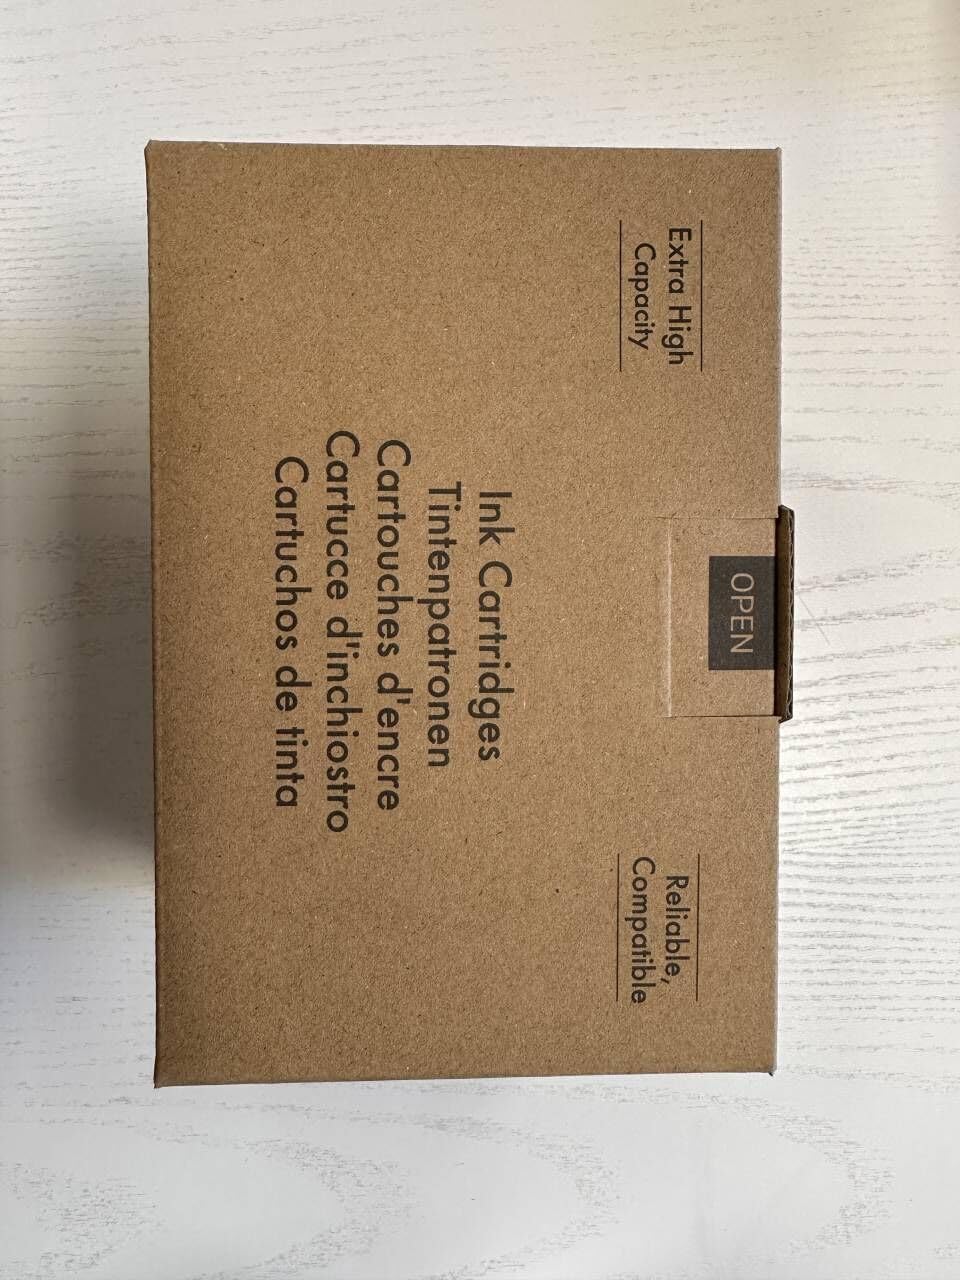 Extra High
Capacity
OPEN
Reliable,
Compatible
Ink Cartridges
Tintenpatronen
Cartouches d'encre
Cartucce d'inchiostro
Cartuchos de tinta